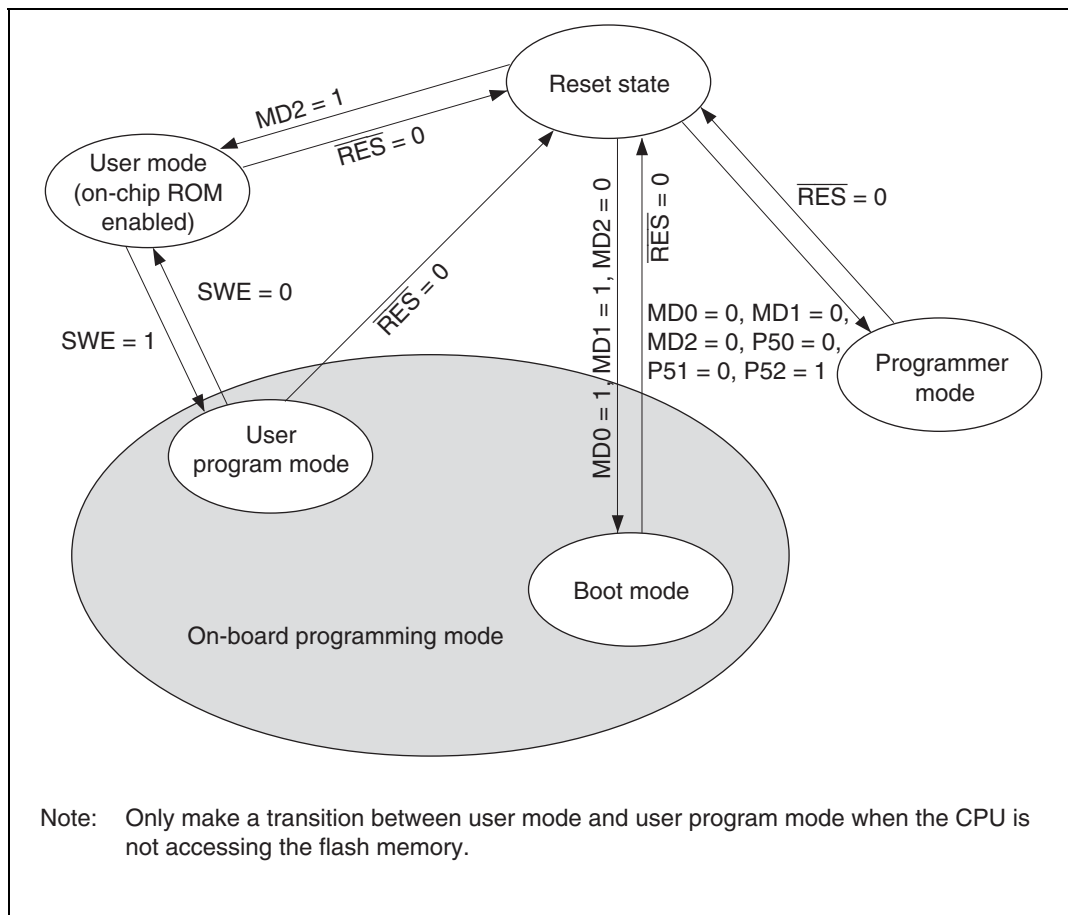 Reset state
MD2 = 1
RES = 0
User mode
(on-chip ROM
enabled)
RES = 0
MD0 = 1, MD1 = 1, MD2 = 0
RES = 0
RES = 0
SWE = 0
SWE = 1
MD0 = 0, MD1 = 0,
MD2 = 0, P50 = 0,
P51 = 0, P52 = 1
Programmer
mode
User
program mode
Boot mode
On-board programming mode
Note: Only make a transition between user mode and user program mode when the CPU is
not accessing the flash memory.